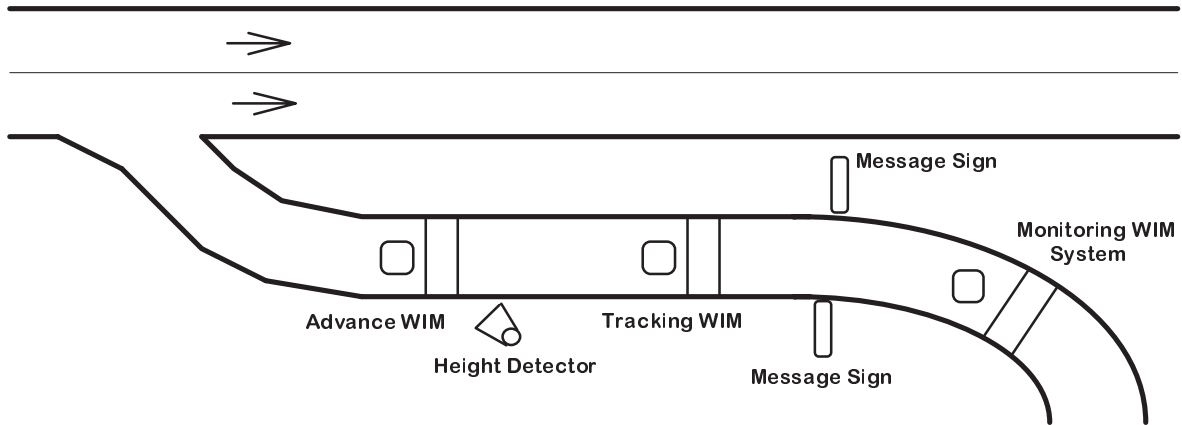 Message Sign
Monitoring WIM
System
Advance WIM
Tracking WIM
Height Detector
Message Sign